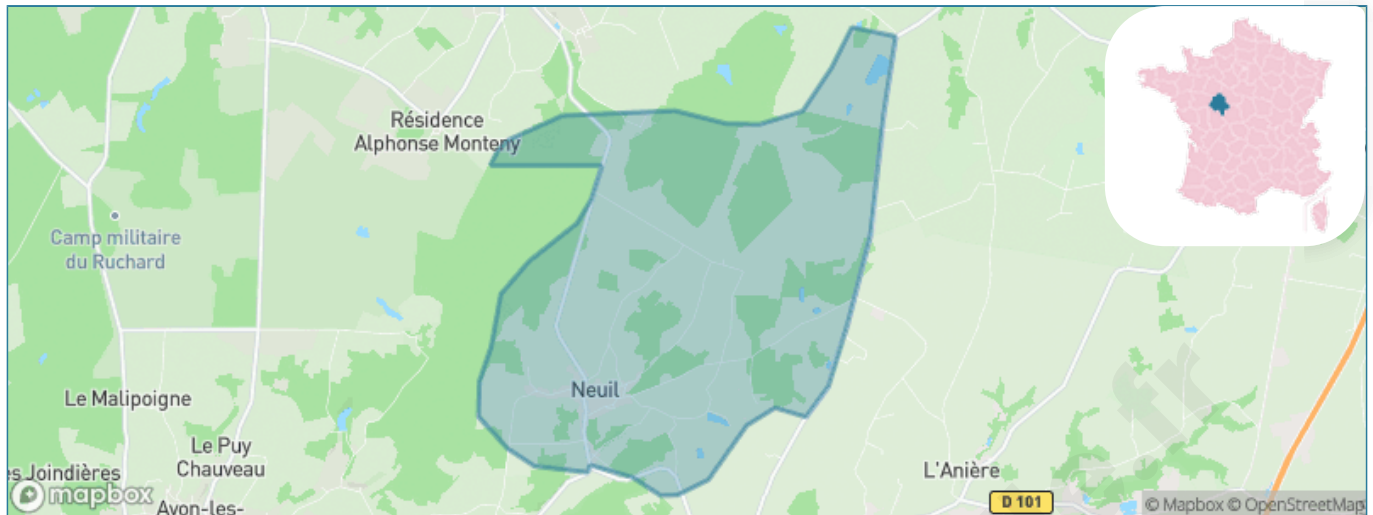 Résidence
Alphonse Monteny
Camp militaire
du Ruchard
Le Malipoigne
Neuil
Le Puy
Chauveau
es Joindières
L'Anière
D 101
Avon-les-
mapbox
© Mapbox © OpenStreetMap